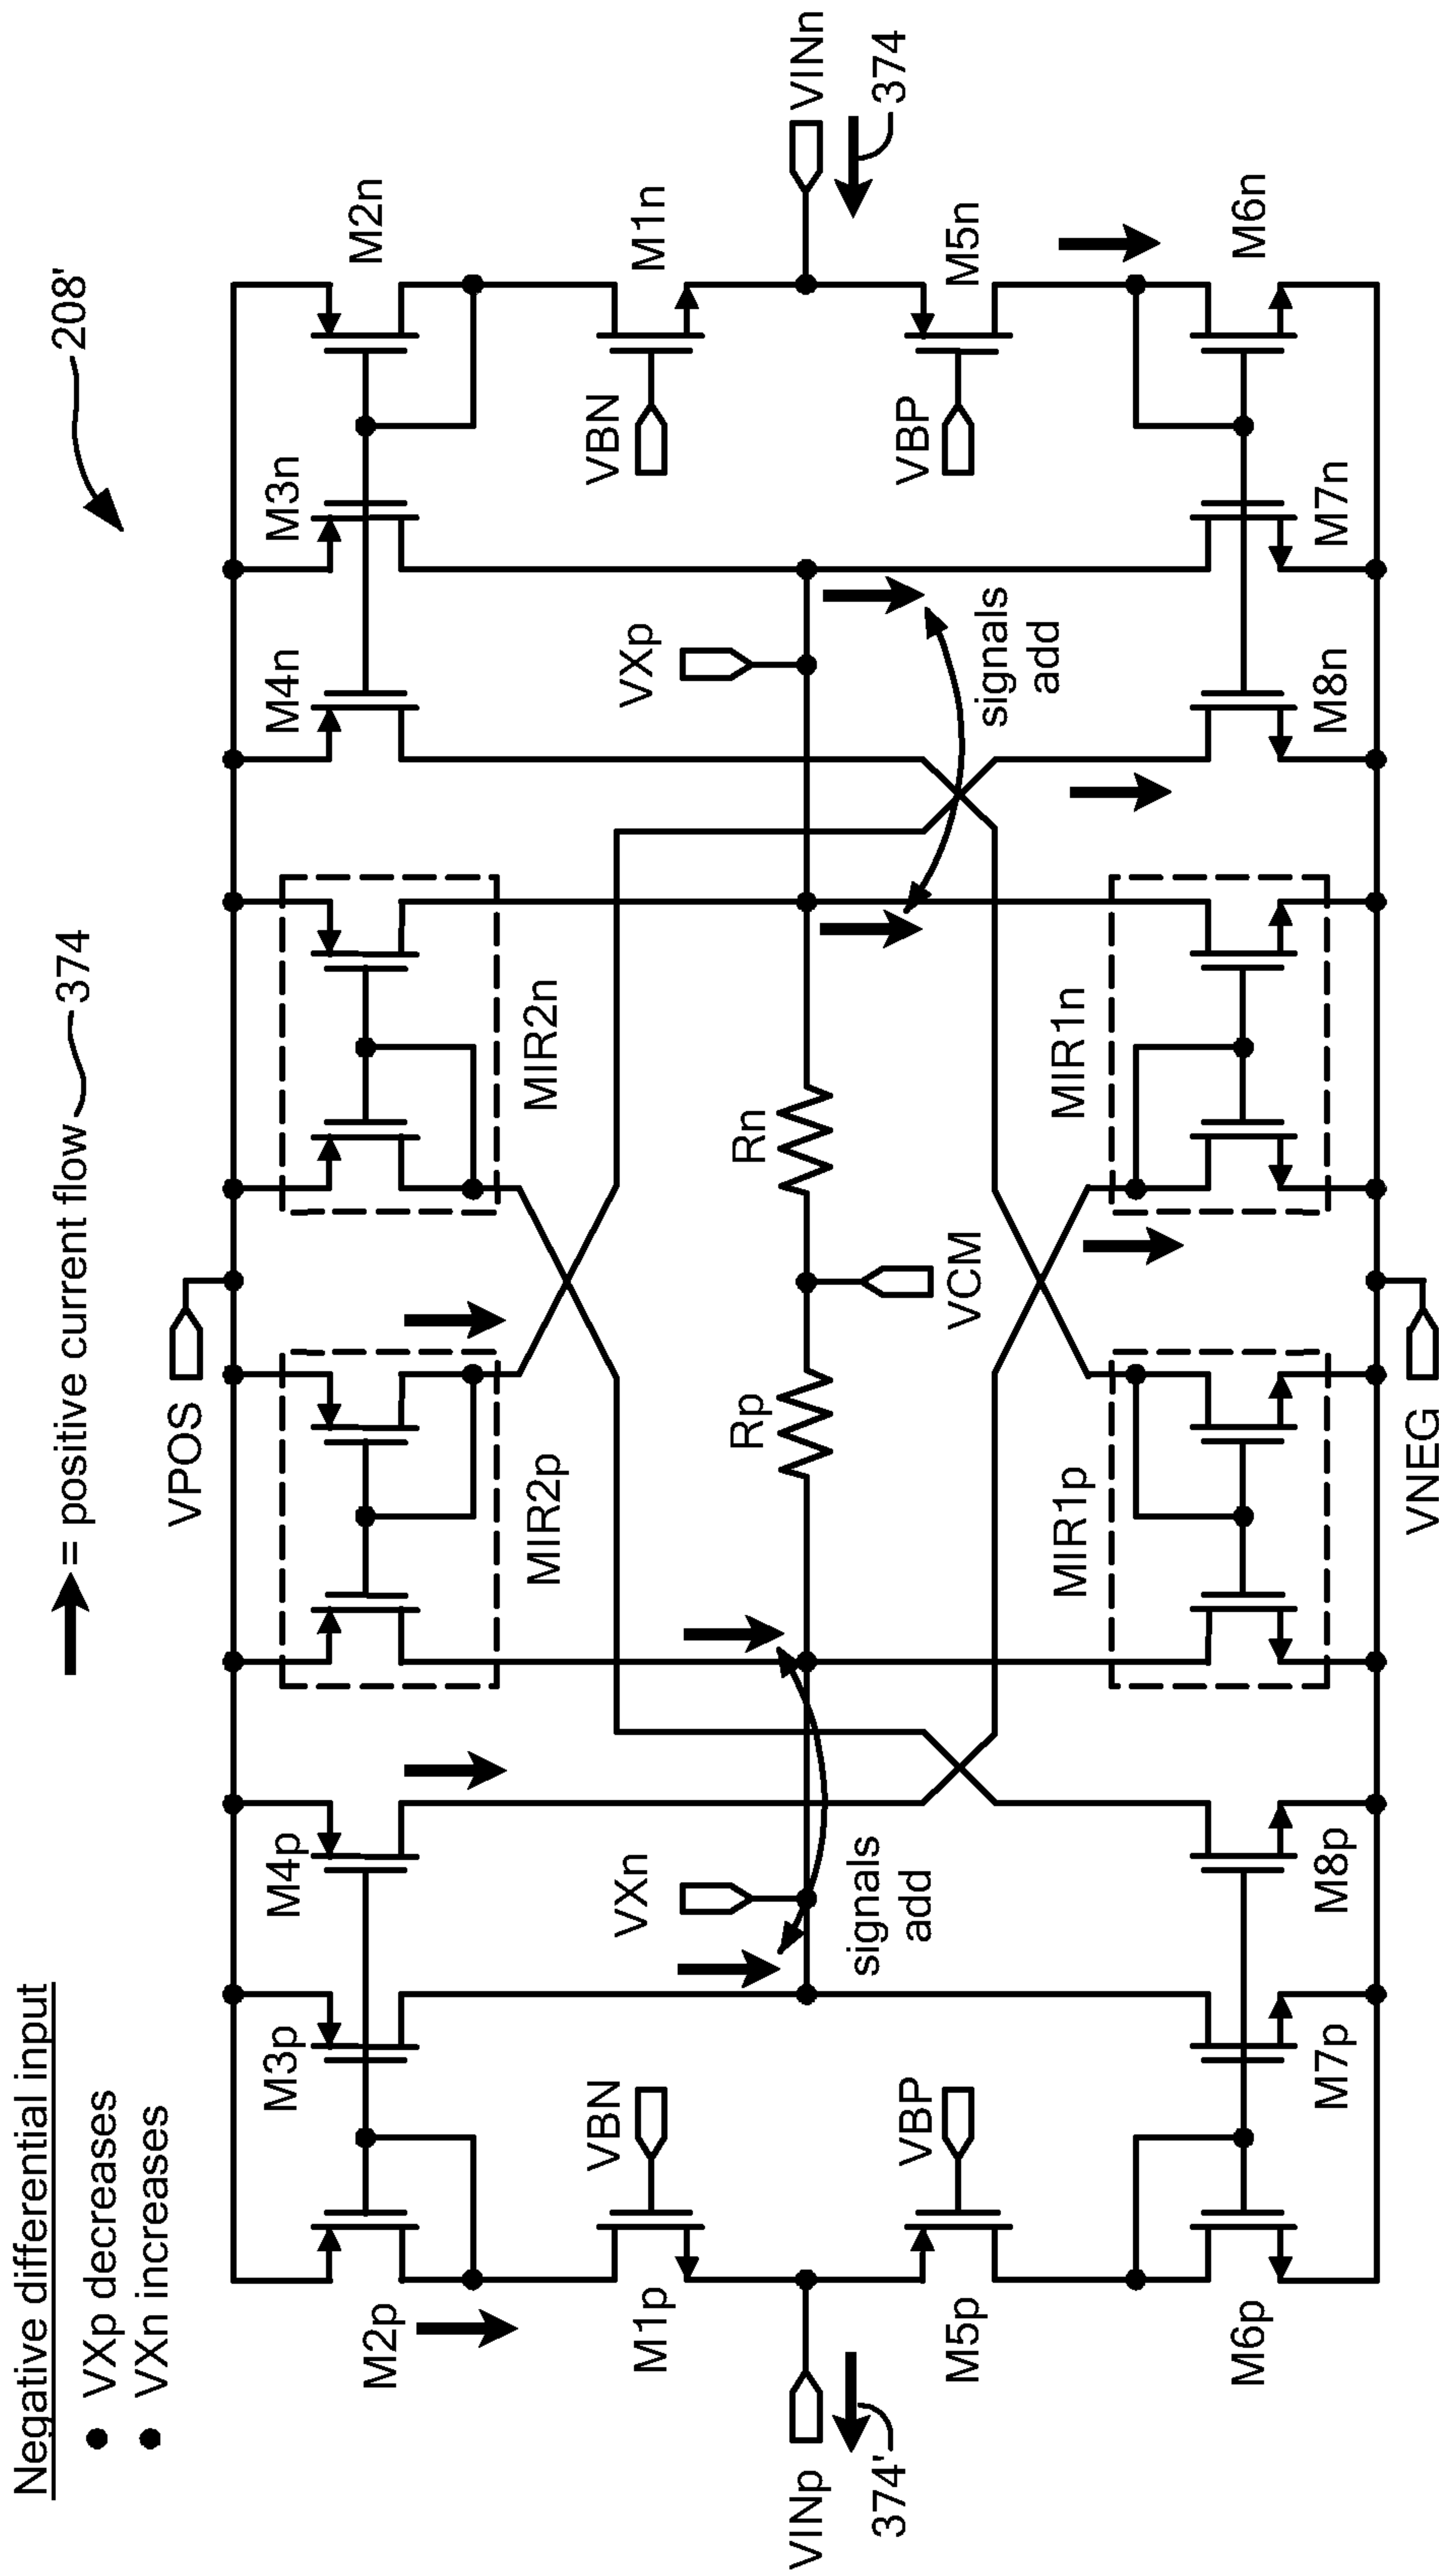 Negative differential input
• VXp decreases
• VXn increases
= positive current flow 374
208'
VPOS
M2p
M3p
M4p
MIR2p
MIR2n
M4n
M3n
M2n
M1p
VBN
VXn
VXp
VBN
M1n
VINp
374'
signals
add
Rp
Rn
VCM
signals
add
VINn
374
M5p
VBP
VBP
M5n
MIR1p
MIR1n
M6p
M7p
M8p
M8n
M7n
M6n
VNEG